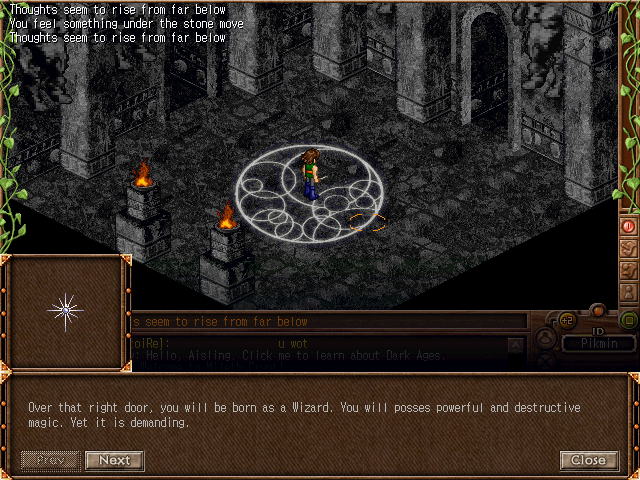 Thoughts seem to rise from far below
You feel something under the stone move
Thoughts seem to rise from far below
s seem to rise from far below
oiRe]: u wot
Hello, Aisling. Click me to learn about Dark Ages.
+2
ID
Pikmin
Over that right door, you will be born as a Wizard. You will posses powerful and destructive
magic. Yet it is demanding.
Prev Next Close